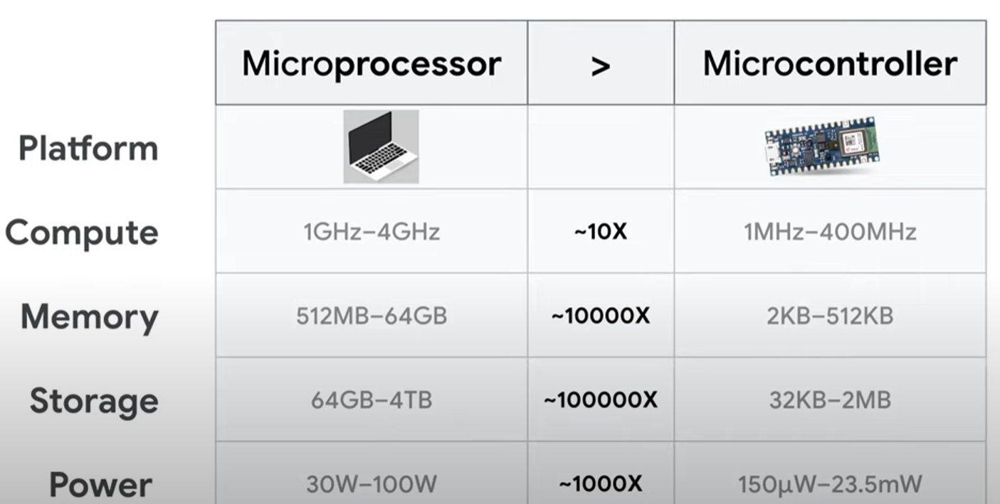 Microprocessor > Microcontroller
Platform
Compute 1GHz–4GHz ~10X 1MHz–400MHz
Memory 512MB–64GB ~10000X 2KB–512KB
Storage 64GB–4TB ~100000X 32KB–2MB
Power 30W–100W ~1000X 150µW–23.5mW